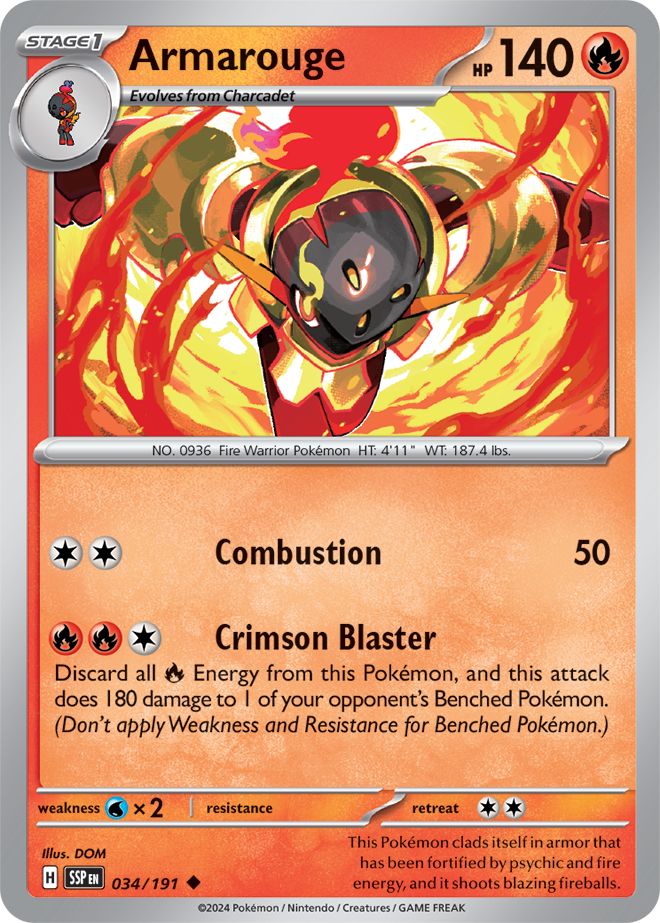 STAGE1
Armarouge
HP 140
Evolves from Charcadet
NO. 0936 Fire Warrior Pokémon HT: 4'11" WT: 187.4 lbs.
Combustion 50
Crimson Blaster
Discard all Energy from this Pokémon, and this attack
does 180 damage to 1 of your opponent's Benched Pokémon.
(Don't apply Weakness and Resistance for Benched Pokémon.)
weakness ×2 resistance retreat
Illus. DOM
H SSP EN 034/191
This Pokémon clads itself in armor that
has been fortified by psychic and fire
energy, and it shoots blazing fireballs.
©2024 Pokémon / Nintendo / Creatures / GAME FREAK